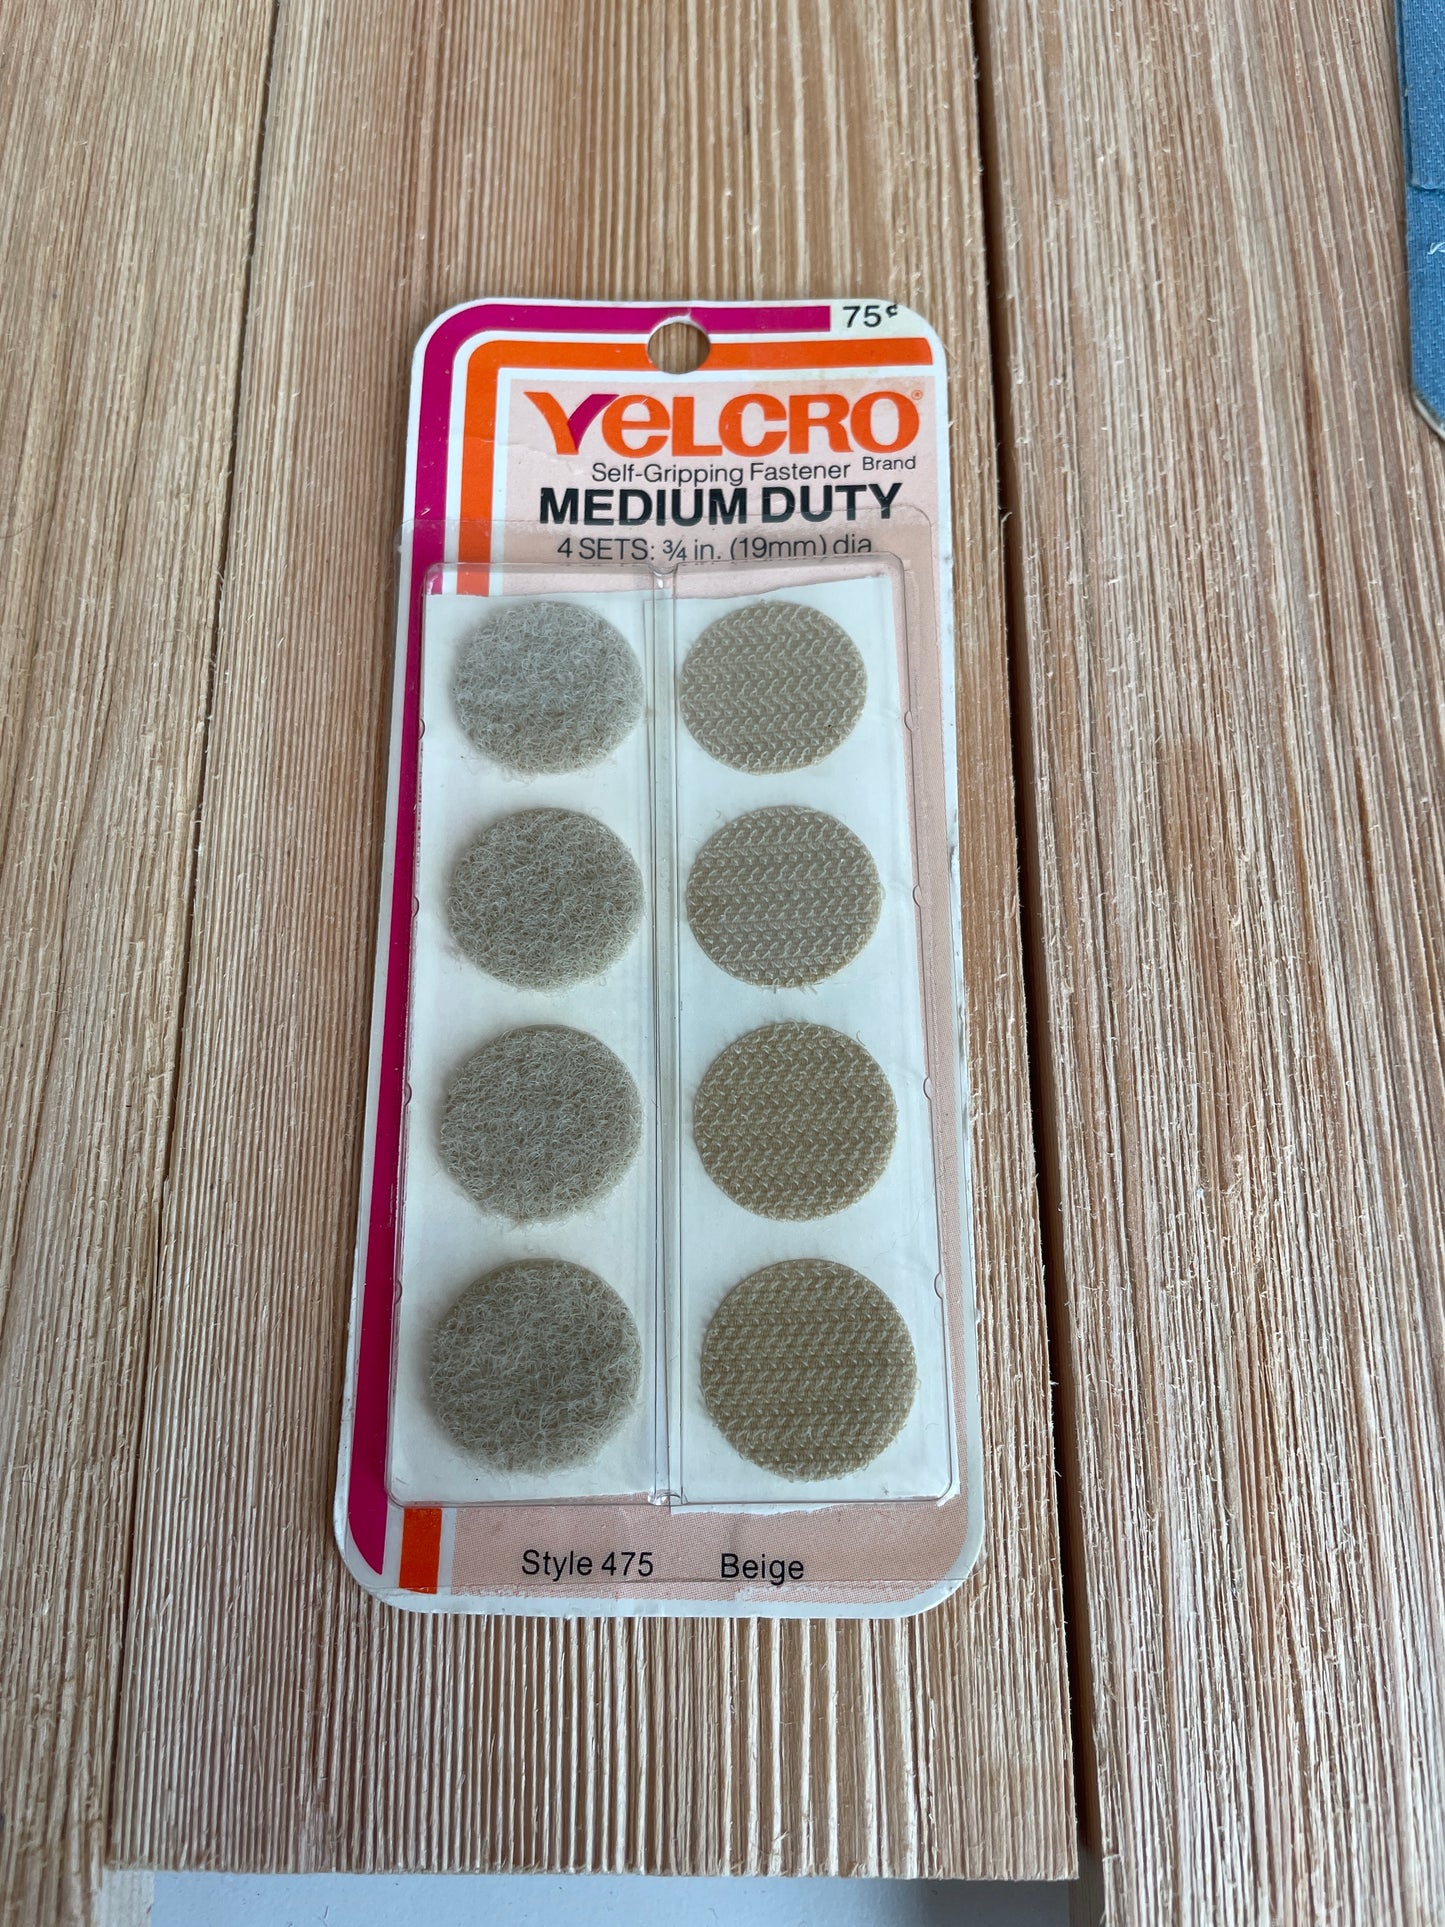 75¢
VELCRO®
Self-Gripping Fastener Brand
MEDIUM DUTY
4 SETS: ¾ in. (19mm) dia
Style 475 Beige